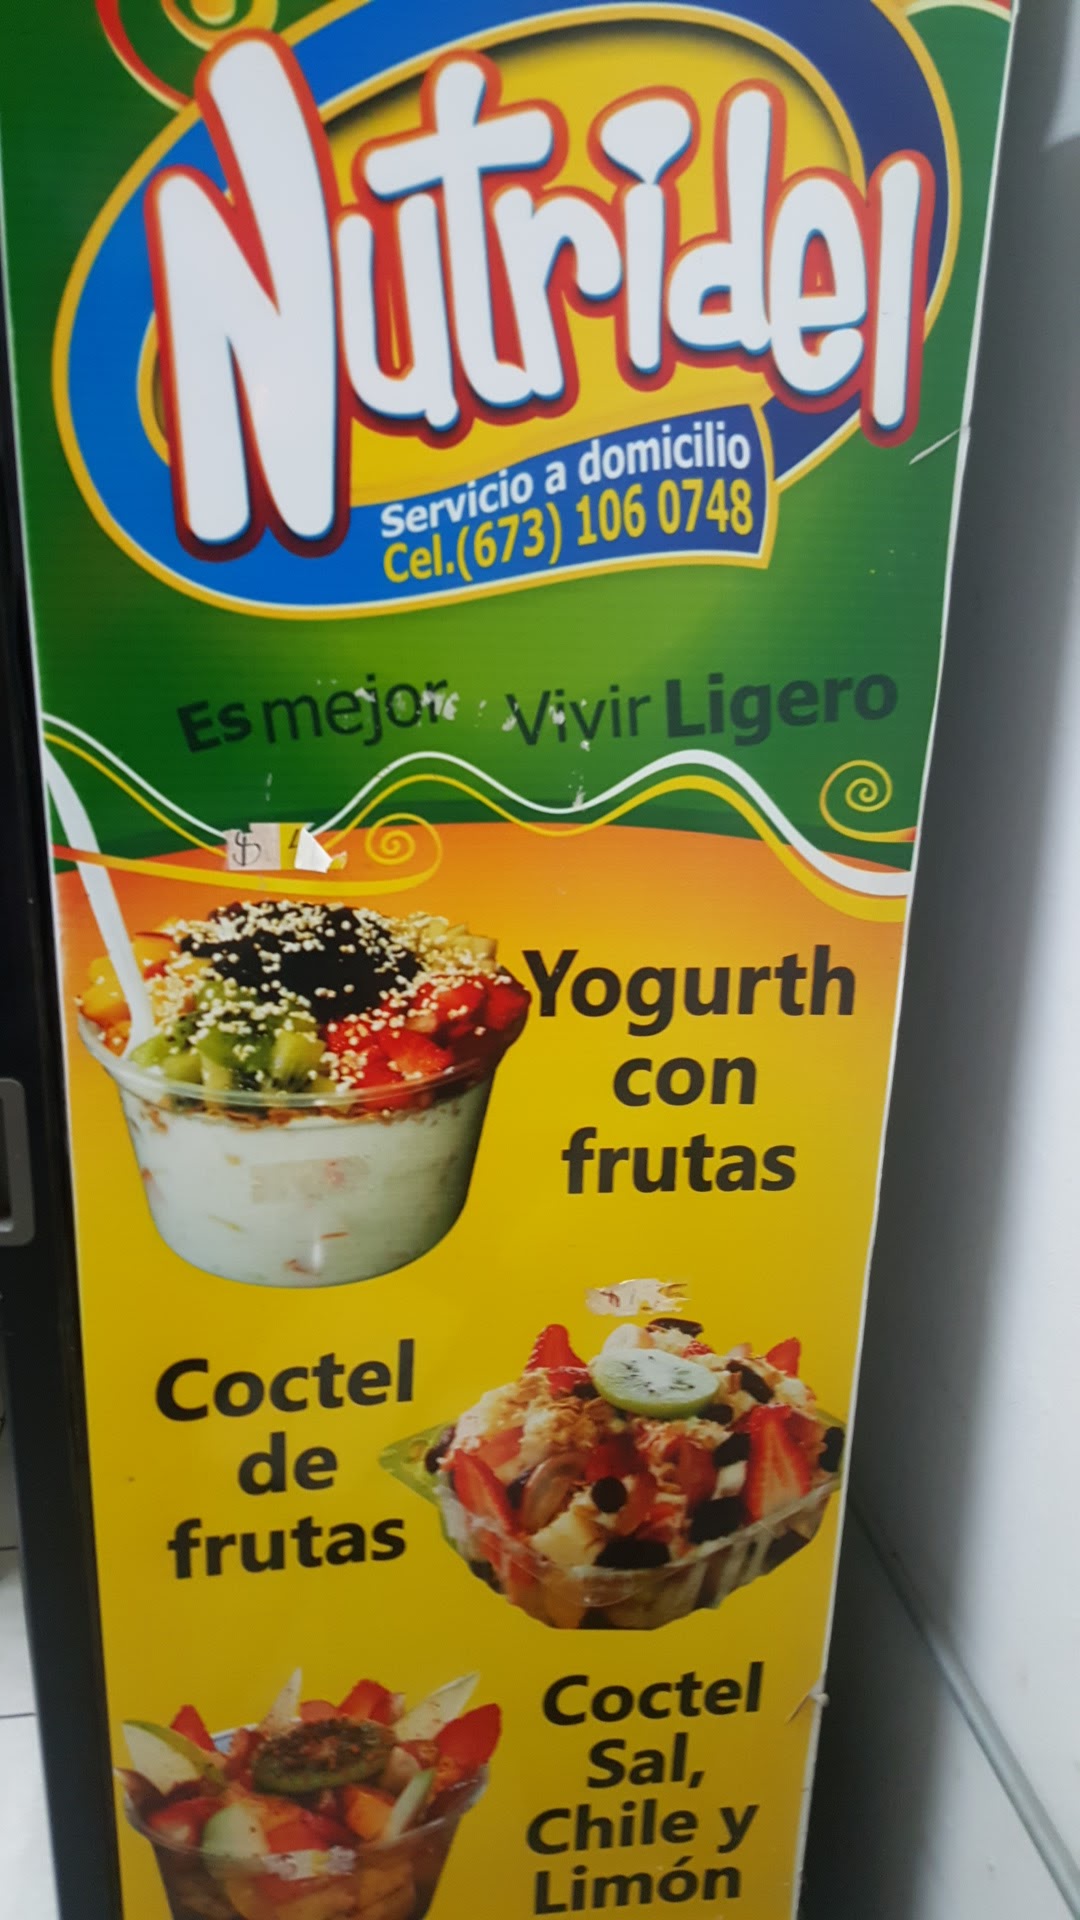 Nutridel
Servicio a domicilio
Cel.(673) 106 0748
Es mejor Vivir Ligero
$
Yogurth
con
frutas
Coctel
de
frutas
Coctel
Sal,
Chile y
Limón